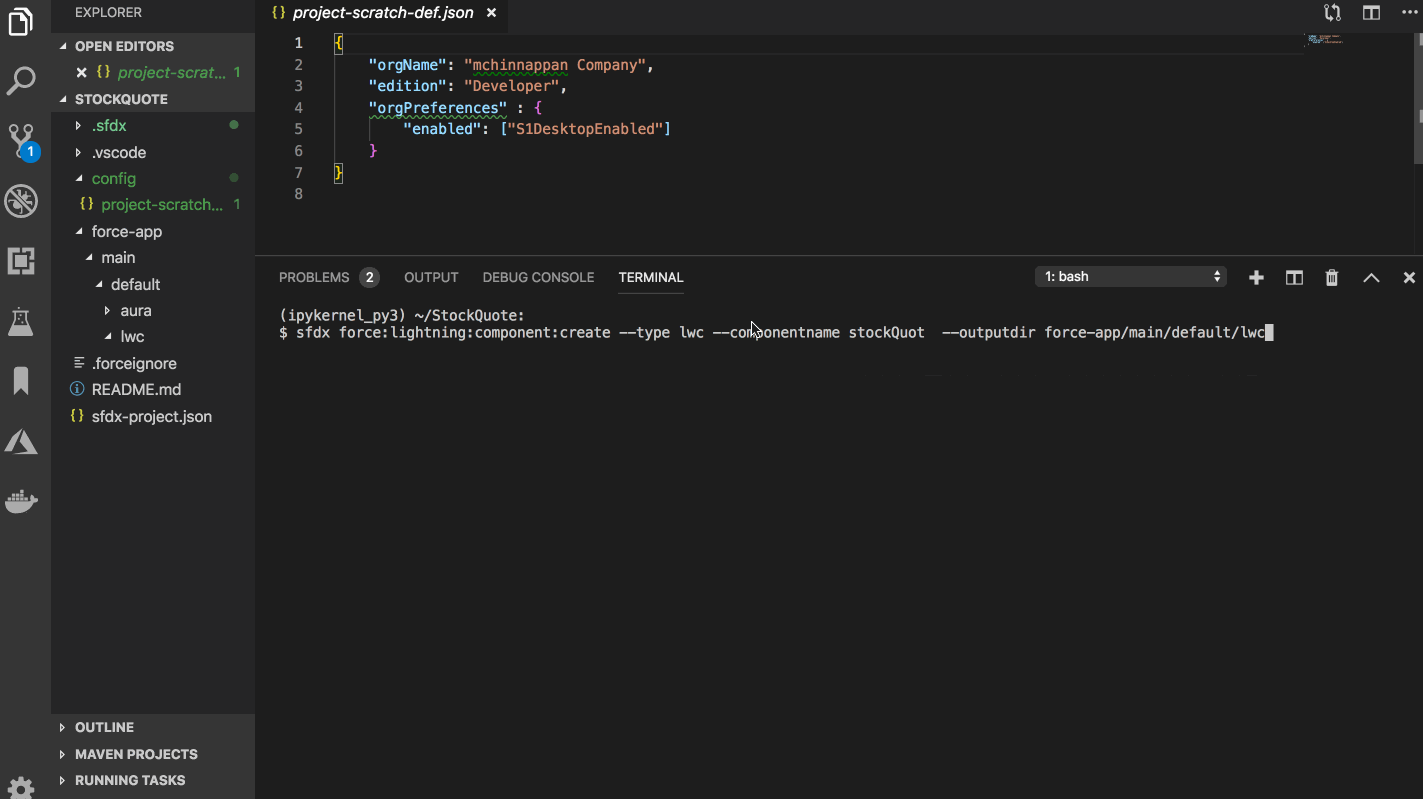 EXPLORER
OPEN EDITORS
{} project-scrat... 1
STOCKQUOTE
.sfdx
.vscode
config
{} project-scratch... 1
force-app
main
default
aura
lwc
.forceignore
README.md
{} sfdx-project.json
OUTLINE
MAVEN PROJECTS
RUNNING TASKS
1
{} project-scratch-def.json
1 {
2 "orgName": "mchinnappan Company",
3 "edition": "Developer",
4 "orgPreferences" : {
5 "enabled": ["S1DesktopEnabled"]
6 }
7 }
8
PROBLEMS 2 OUTPUT DEBUG CONSOLE TERMINAL 1: bash
(ipykernel_py3) ~/StockQuote:
$ sfdx force:lightning:component:create --type lwc --componentname stockQuot  --outputdir force-app/main/default/lwc